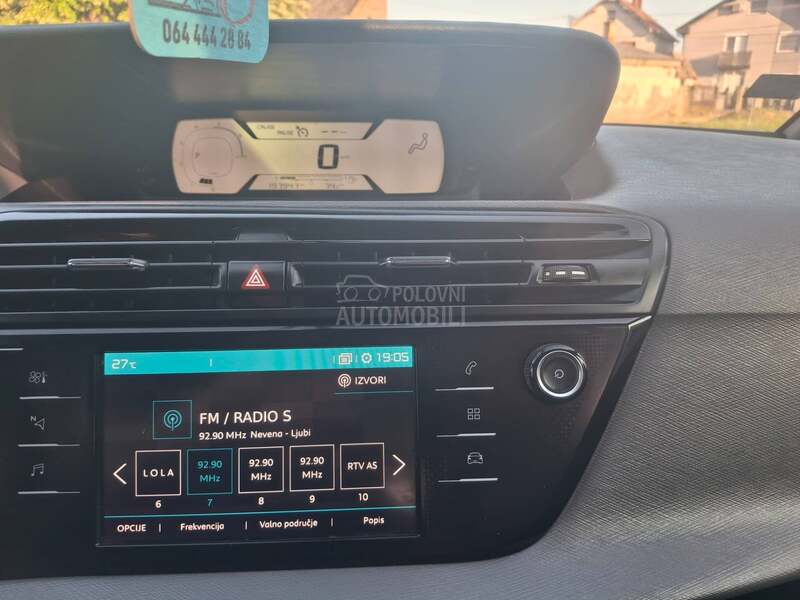 064 444 28 84
CRUISE
PAUSE
0
POLOVNI
AUTOMOBILI
27°C
19:05
IZVORI
FM / RADIO S
92.90 MHz Nevena - Ljubi
LOLA
92.90 MHz
92.90 MHz
92.90 MHz
RTV AS
6
7
8
9
10
OPCIJE
Frekvencija
Valno područje
Popis